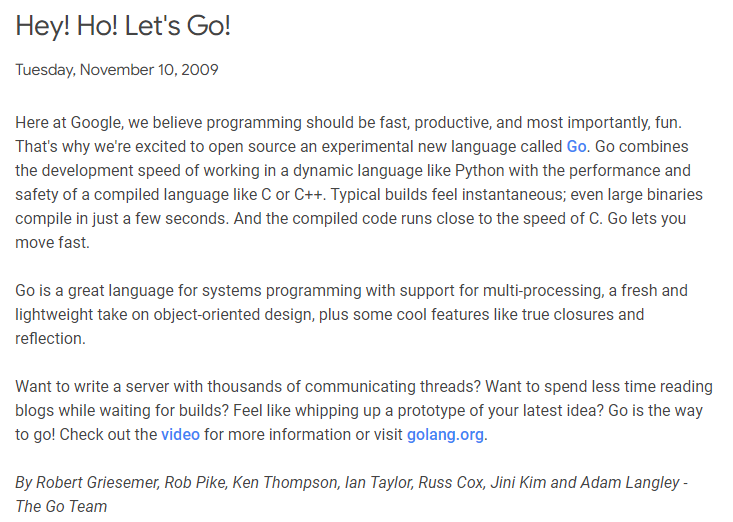 Hey! Ho! Let's Go!
Tuesday, November 10, 2009
Here at Google, we believe programming should be fast, productive, and most importantly, fun.
That's why we're excited to open source an experimental new language called Go. Go combines
the development speed of working in a dynamic language like Python with the performance and
safety of a compiled language like C or C++. Typical builds feel instantaneous; even large binaries
compile in just a few seconds. And the compiled code runs close to the speed of C. Go lets you
move fast.
Go is a great language for systems programming with support for multi-processing, a fresh and
lightweight take on object-oriented design, plus some cool features like true closures and
reflection.
Want to write a server with thousands of communicating threads? Want to spend less time reading
blogs while waiting for builds? Feel like whipping up a prototype of your latest idea? Go is the way
to go! Check out the video for more information or visit golang.org.
By Robert Griesemer, Rob Pike, Ken Thompson, Ian Taylor, Russ Cox, Jini Kim and Adam Langley -
The Go Team